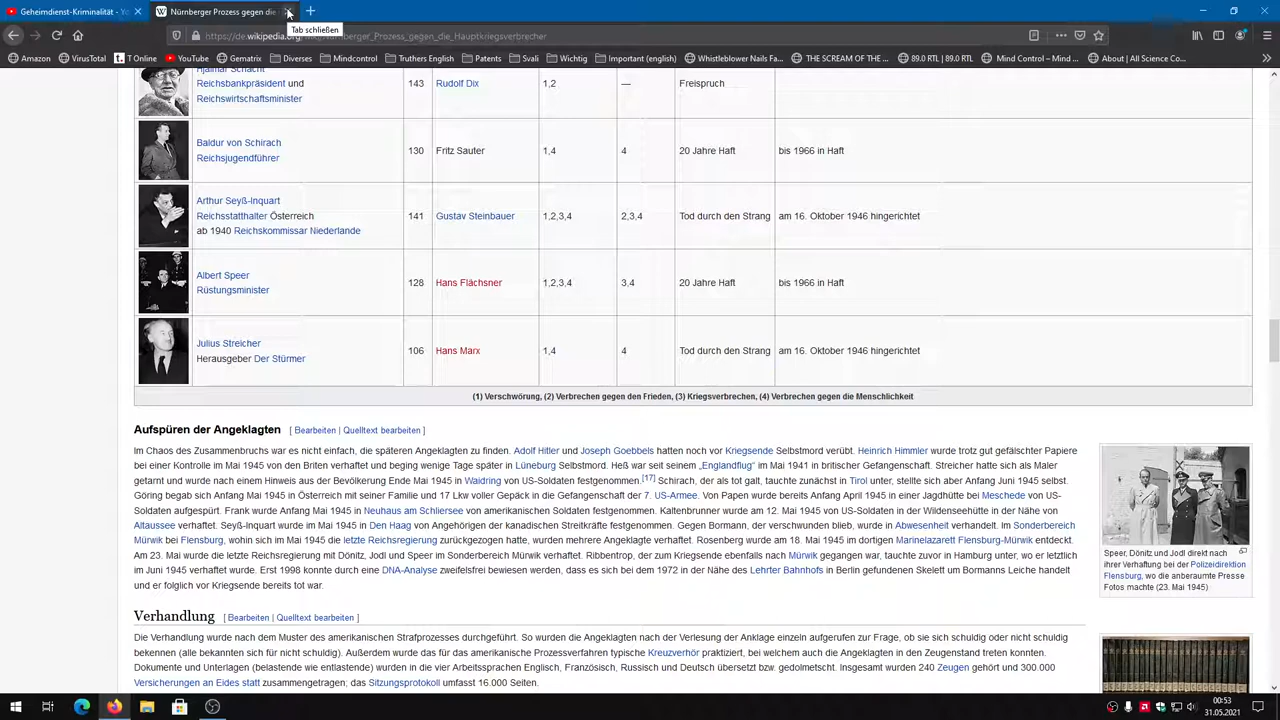 Geheimdienst-Kriminalität - Yo
Nürnberger Prozess gegen die
Tab schließen
https://de.wikipedia.org/wiki/Nürnberger_Prozess_gegen_die_Hauptkriegsverbrecher
Amazon VirusTotal T Online YouTube Gematrix Diverses Mindcontrol Truthers English Patents Svali Wichtig Important (english) Whistleblower Nails Fa... THE SCREAM OF THE ... 89.0 RTL | 89.0 RTL Mind Control – Mind ... About | All Science Co...
Hjalmar Schacht
Reichsbankpräsident und 143 Rudolf Dix 1,2 — Freispruch
Reichswirtschaftsminister
Baldur von Schirach
130 Fritz Sauter 1,4 4 20 Jahre Haft bis 1966 in Haft
Reichsjugendführer
Arthur Seyß-Inquart
Reichsstatthalter Österreich 141 Gustav Steinbauer 1,2,3,4 2,3,4 Tod durch den Strang am 16. Oktober 1946 hingerichtet
ab 1940 Reichskommissar Niederlande
Albert Speer
128 Hans Flächsner 1,2,3,4 3,4 20 Jahre Haft bis 1966 in Haft
Rüstungsminister
Julius Streicher
106 Hans Marx 1,4 4 Tod durch den Strang am 16. Oktober 1946 hingerichtet
Herausgeber Der Stürmer
(1) Verschwörung, (2) Verbrechen gegen den Frieden, (3) Kriegsverbrechen, (4) Verbrechen gegen die Menschlichkeit
Aufspüren der Angeklagten [ Bearbeiten | Quelltext bearbeiten ]
Im Chaos des Zusammenbruchs war es nicht einfach, die späteren Angeklagten zu finden. Adolf Hitler und Joseph Goebbels hatten noch vor Kriegsende Selbstmord verübt. Heinrich Himmler wurde trotz gut gefälschter Papiere
bei einer Kontrolle im Mai 1945 von den Briten verhaftet und beging wenige Tage später in Lüneburg Selbstmord. Heß war seit seinem „Englandflug“ im Mai 1941 in britischer Gefangenschaft. Streicher hatte sich als Maler
getarnt und wurde nach einem Hinweis aus der Bevölkerung Ende Mai 1945 in Waidring von US-Soldaten festgenommen.[17] Schirach, der als tot galt, tauchte zunächst in Tirol unter, stellte sich aber Anfang Juni 1945 selbst.
Göring begab sich Anfang Mai 1945 in Österreich mit seiner Familie und 17 Lkw voller Gepäck in die Gefangenschaft der 7. US-Armee. Von Papen wurde bereits Anfang April 1945 in einer Jagdhütte bei Meschede von US-
Soldaten aufgespürt. Frank wurde Anfang Mai 1945 in Neuhaus am Schliersee von amerikanischen Soldaten festgenommen. Kaltenbrunner wurde am 12. Mai 1945 von US-Soldaten in der Wildenseehütte in der Nähe von
Altaussee verhaftet. Seyß-Inquart wurde im Mai 1945 in Den Haag von Angehörigen der kanadischen Streitkräfte festgenommen. Gegen Bormann, der verschwunden blieb, wurde in Abwesenheit verhandelt. Im Sonderbereich
Mürwik bei Flensburg, wohin sich im Mai 1945 die letzte Reichsregierung zurückgezogen hatte, wurden mehrere Angeklagte verhaftet. Rosenberg wurde am 18. Mai 1945 im dortigen Marinelazarett Flensburg-Mürwik entdeckt.
Am 23. Mai wurde die letzte Reichsregierung mit Dönitz, Jodl und Speer im Sonderbereich Mürwik verhaftet. Ribbentrop, der zum Kriegsende ebenfalls nach Mürwik gegangen war, tauchte zuvor in Hamburg unter, wo er letztlich
im Juni 1945 verhaftet wurde. Erst 1998 konnte durch eine DNA-Analyse zweifelsfrei bewiesen werden, dass es sich bei dem 1972 in der Nähe des Lehrter Bahnhofs in Berlin gefundenen Skelett um Bormanns Leiche handelt
und er folglich vor Kriegsende bereits tot war.
Speer, Dönitz und Jodl direkt nach
ihrer Verhaftung bei der Polizeidirektion
Flensburg, wo die anberaumte Presse
Fotos machte (23. Mai 1945)
Verhandlung [ Bearbeiten | Quelltext bearbeiten ]
Die Verhandlung wurde nach dem Muster des amerikanischen Strafprozesses durchgeführt. So wurden die Angeklagten nach der Verlesung der Anklage einzeln aufgerufen zur Frage, ob sie sich schuldig oder nicht schuldig
bekennen (alle bekannten sich für nicht schuldig). Außerdem wurde das für das amerikanische Prozessverfahren typische Kreuzverhör praktiziert, bei welchem auch die Angeklagten in den Zeugenstand treten konnten.
Dokumente und Unterlagen (belastende wie entlastende) wurden in die vier Arbeitssprachen Englisch, Französisch, Russisch und Deutsch übersetzt bzw. gedolmetscht. Insgesamt wurden 240 Zeugen gehört und 300.000
Versicherungen an Eides statt zusammengetragen; das Sitzungsprotokoll umfasst 16.000 Seiten.
00:53
31.05.2021